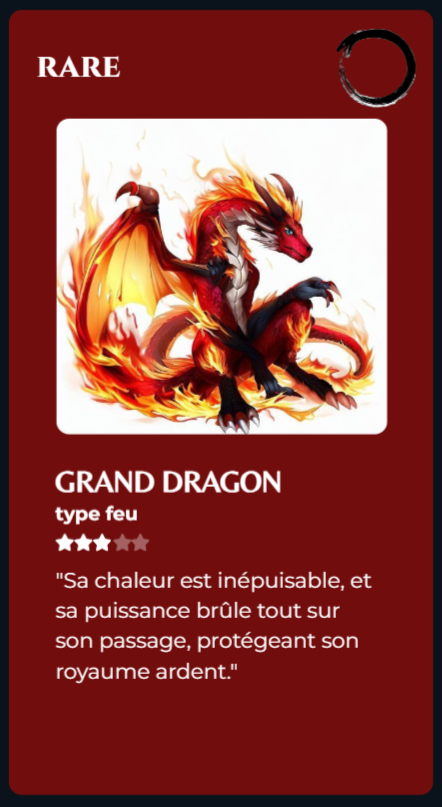 RARE
GRAND DRAGON
type feu
"Sa chaleur est inépuisable, et
sa puissance brûle tout sur
son passage, protégeant son
royaume ardent."